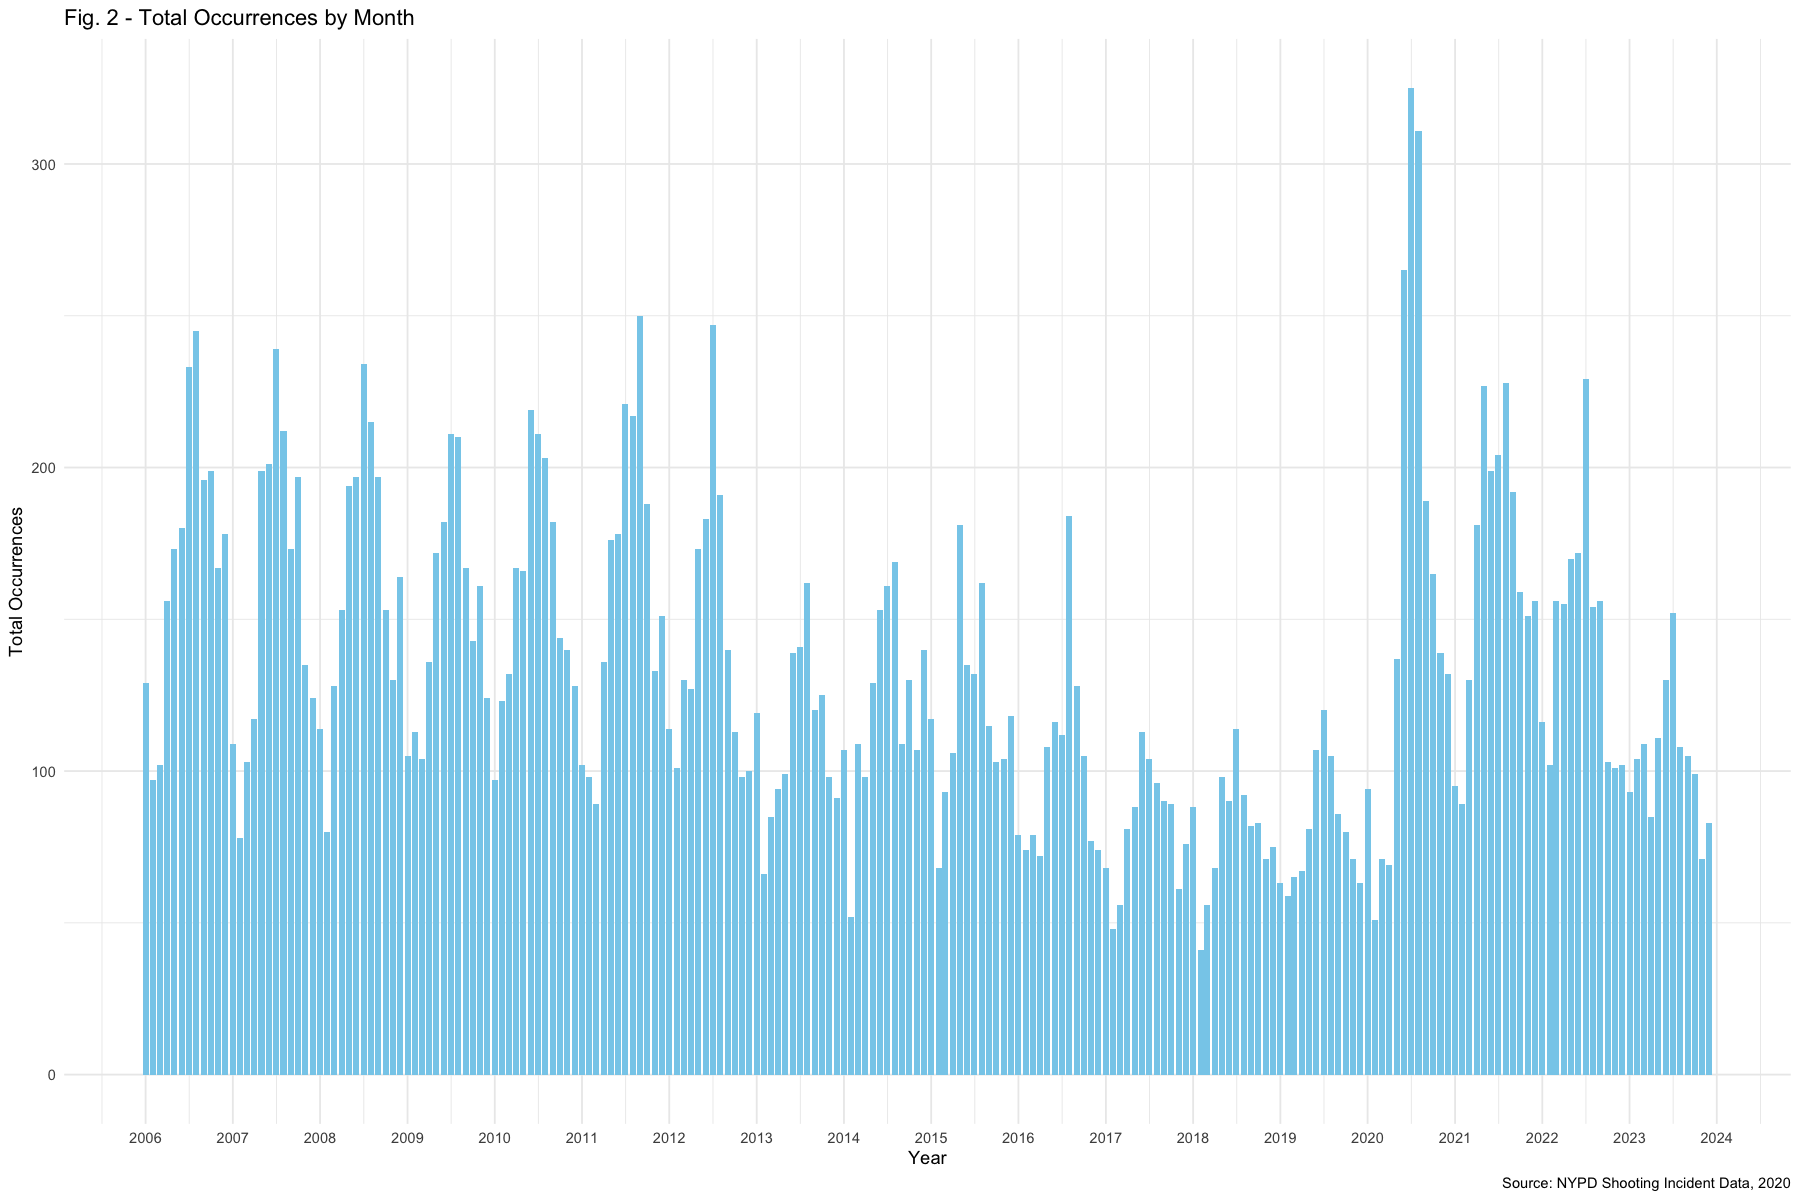 Fig. 2 - Total Occurrences by Month
Total Occurrences
300
200
100
0
2006 2007 2008 2009 2010 2011 2012 2013 2014 2015 2016 2017 2018 2019 2020 2021 2022 2023 2024
Year
Source: NYPD Shooting Incident Data, 2020